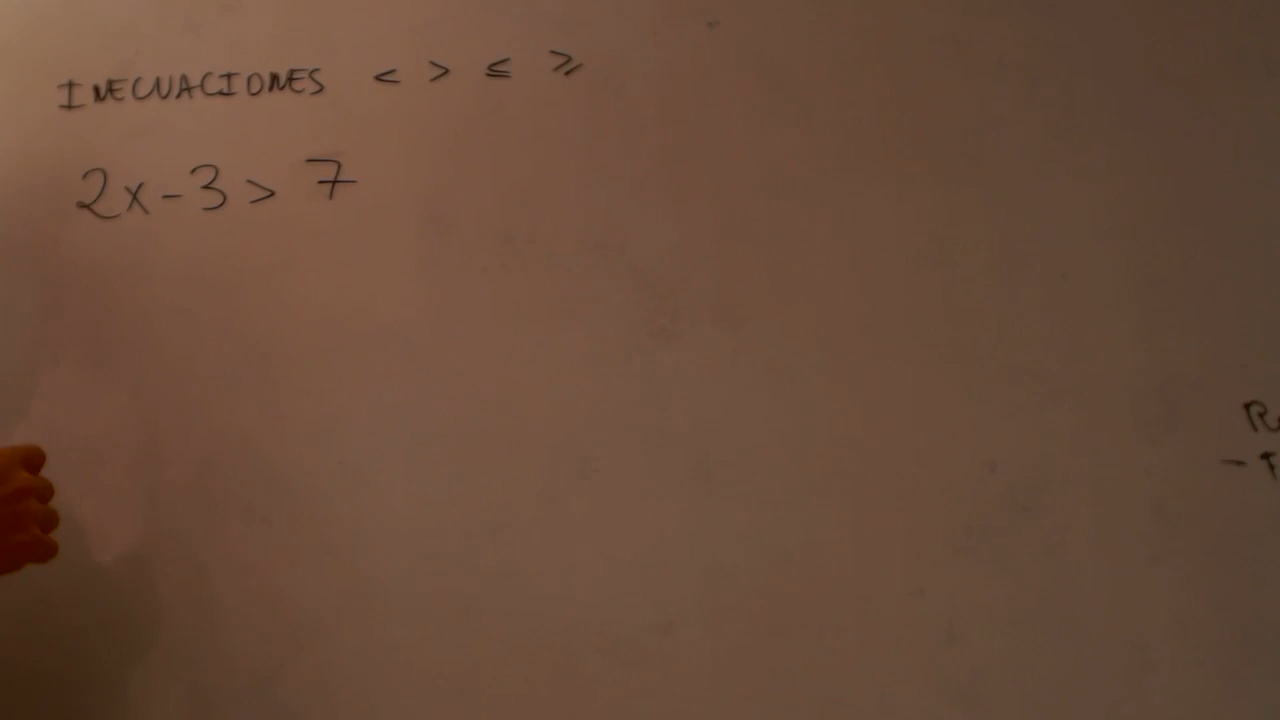 INECUACIONES < > ≤ ≥
2x-3 > 7